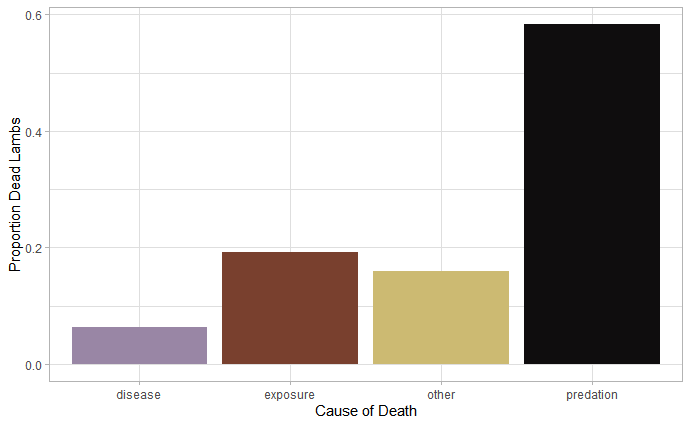 0.6
0.4
0.2
0.0
Proportion Dead Lambs
disease exposure other predation
Cause of Death